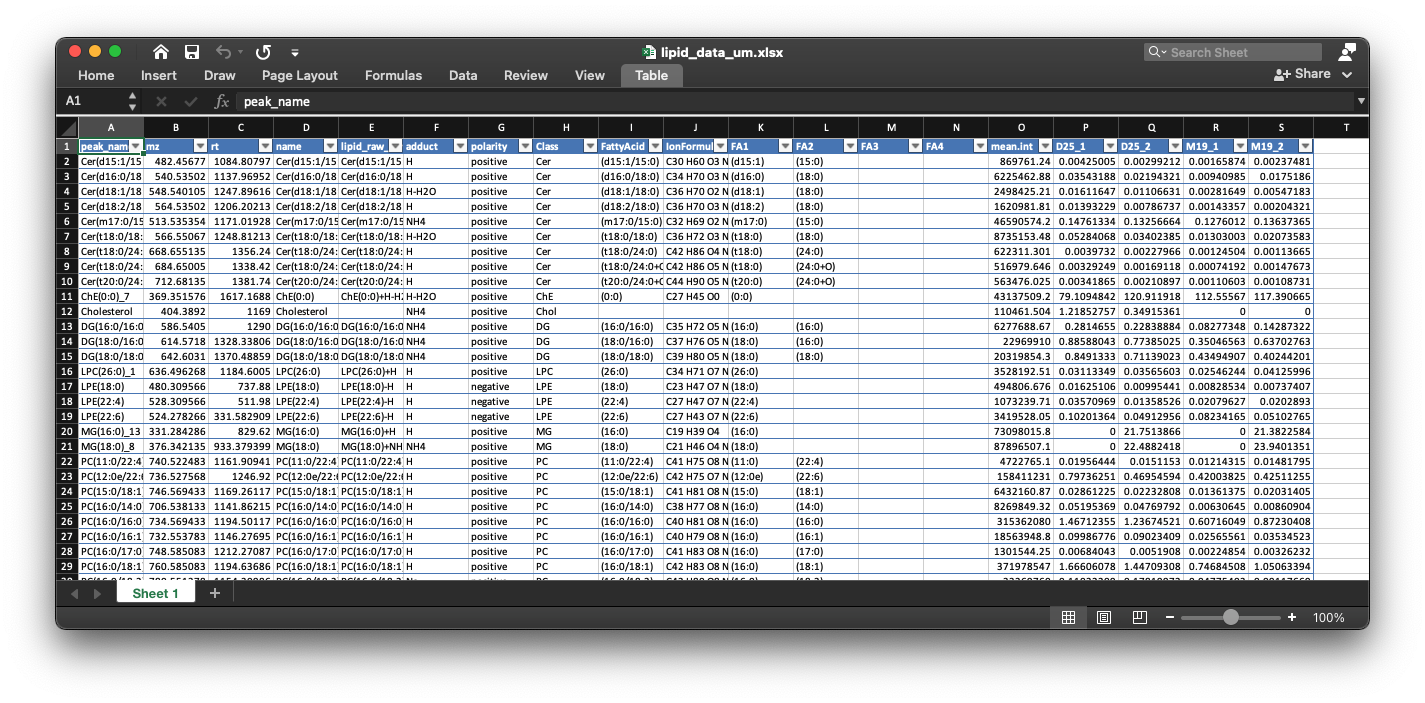 lipid_data_um.xlsx
Search Sheet
Home Insert Draw Page Layout Formulas Data Review View Table Share
A1 fx peak_name
A B C D E F G H I J K L M N O P Q R S T
1 peak_nam mz rt name lipid_raw_ adduct polarity Class FattyAcid IonFormul FA1 FA2 FA3 FA4 mean.int D25_1 D25_2 M19_1 M19_2
2 Cer(d15:1/15 482.45677 1084.80797 Cer(d15:1/15 Cer(d15:1/15 H positive Cer (d15:1/15:0) C30 H60 O3 N (d15:1) (15:0) 869761.24 0.00425005 0.00299212 0.00165874 0.00237481
3 Cer(d16:0/18 540.53502 1137.96952 Cer(d16:0/18 Cer(d16:0/18 H positive Cer (d16:0/18:0) C34 H70 O3 N (d16:0) (18:0) 6225462.88 0.03543188 0.02194321 0.00940985 0.0175186
4 Cer(d18:1/18 548.540105 1247.89616 Cer(d18:1/18 Cer(d18:1/18 H-H2O positive Cer (d18:1/18:0) C36 H70 O2 N (d18:1) (18:0) 2498425.21 0.01611647 0.01106631 0.00281649 0.00547183
5 Cer(d18:2/18 564.53502 1206.20213 Cer(d18:2/18 Cer(d18:2/18 H positive Cer (d18:2/18:0) C36 H70 O3 N (d18:2) (18:0) 1620981.81 0.01393229 0.00786737 0.00143357 0.00204321
6 Cer(m17:0/15 513.535354 1171.01928 Cer(m17:0/15 Cer(m17:0/15 NH4 positive Cer (m17:0/15:0) C32 H69 O2 N (m17:0) (15:0) 46590574.2 0.14761334 0.13256664 0.1276012 0.13637365
7 Cer(t18:0/18: 566.55067 1248.81213 Cer(t18:0/18: Cer(t18:0/18: H-H2O positive Cer (t18:0/18:0) C36 H72 O3 N (t18:0) (18:0) 8735153.48 0.05284068 0.03402385 0.01303003 0.02073583
8 Cer(t18:0/24: 668.655135 1356.24 Cer(t18:0/24: Cer(t18:0/24: H positive Cer (t18:0/24:0) C42 H86 O4 N (t18:0) (24:0) 622311.301 0.0039732 0.00227966 0.00124504 0.00113665
9 Cer(t18:0/24: 684.65005 1338.42 Cer(t18:0/24: Cer(t18:0/24: H positive Cer (t18:0/24:0+O C42 H86 O5 N (t18:0) (24:0+O) 516979.646 0.00329249 0.00169118 0.00074192 0.00147673
10 Cer(t20:0/24: 712.68135 1381.74 Cer(t20:0/24: Cer(t20:0/24: H positive Cer (t20:0/24:0+O C44 H90 O5 N (t20:0) (24:0+O) 563476.025 0.00341865 0.00210897 0.00110603 0.00108731
11 ChE(0:0)_7 369.351576 1617.1688 ChE(0:0) ChE(0:0)+H-H2 H-H2O positive ChE (0:0) C27 H45 O0 (0:0) 43137509.2 79.1094842 120.911918 112.55567 117.390665
12 Cholesterol 404.3892 1169 Cholesterol NH4 positive Chol 110461.504 1.21852757 0.34915361 0 0
13 DG(16:0/16:0 586.5405 1290 DG(16:0/16:0 DG(16:0/16:0 NH4 positive DG (16:0/16:0) C35 H72 O5 N (16:0) (16:0) 6277688.67 0.2814655 0.22838884 0.08277348 0.14287322
14 DG(18:0/16:0 614.5718 1328.33806 DG(18:0/16:0 DG(18:0/16:0 NH4 positive DG (18:0/16:0) C37 H76 O5 N (18:0) (16:0) 22969910 0.88588043 0.77385025 0.35046563 0.63702763
15 DG(18:0/18:0 642.6031 1370.48859 DG(18:0/18:0 DG(18:0/18:0 NH4 positive DG (18:0/18:0) C39 H80 O5 N (18:0) (18:0) 20319854.3 0.8491333 0.71139023 0.43494907 0.40244201
16 LPC(26:0)_1 636.496268 1184.6005 LPC(26:0) LPC(26:0)+H H positive LPC (26:0) C34 H71 O7 N (26:0) 3528192.51 0.03113349 0.03565603 0.02546244 0.04125996
17 LPE(18:0) 480.309566 737.88 LPE(18:0) LPE(18:0)-H H negative LPE (18:0) C23 H47 O7 N (18:0) 494806.676 0.01625106 0.00995441 0.00828534 0.00737407
18 LPE(22:4) 528.309566 511.98 LPE(22:4) LPE(22:4)-H H negative LPE (22:4) C27 H47 O7 N (22:4) 1073239.71 0.03570969 0.01358526 0.02079627 0.0202893
19 LPE(22:6) 524.278266 331.582909 LPE(22:6) LPE(22:6)-H H negative LPE (22:6) C27 H43 O7 N (22:6) 3419528.05 0.10201364 0.04912956 0.08234165 0.05102765
20 MG(16:0)_13 331.284286 829.62 MG(16:0) MG(16:0)+H H positive MG (16:0) C19 H39 O4 (16:0) 73098015.8 0 21.7513866 0 21.3822584
21 MG(18:0)_8 376.342135 933.379399 MG(18:0) MG(18:0)+NH NH4 positive MG (18:0) C21 H46 O4 N (18:0) 87896507.1 0 22.4882418 0 23.9401351
22 PC(11:0/22:4 740.522483 1161.90941 PC(11:0/22:4 PC(11:0/22:4 H positive PC (11:0/22:4) C41 H75 O8 N (11:0) (22:4) 4722765.1 0.01956444 0.0151153 0.01214315 0.01481795
23 PC(12:0e/22:6 736.527568 1246.92 PC(12:0e/22: PC(12:0e/22:6 H positive PC (12:0e/22:6) C42 H75 O7 N (12:0e) (22:6) 158411231 0.79736251 0.46954594 0.42003825 0.42511255
24 PC(15:0/18:1 746.569433 1169.26117 PC(15:0/18:1 PC(15:0/18:1 H positive PC (15:0/18:1) C41 H81 O8 N (15:0) (18:1) 6432160.87 0.02861225 0.02232808 0.01361375 0.02031405
25 PC(16:0/14:0 706.538133 1141.86215 PC(16:0/14:0 PC(16:0/14:0 H positive PC (16:0/14:0) C38 H77 O8 N (16:0) (14:0) 8269849.32 0.05195369 0.04769792 0.00630645 0.00860904
26 PC(16:0/16:0 734.569433 1194.50117 PC(16:0/16:0 PC(16:0/16:0 H positive PC (16:0/16:0) C40 H81 O8 N (16:0) (16:0) 315362080 1.46712355 1.23674521 0.60716049 0.87230408
27 PC(16:0/16:1 732.553783 1146.27695 PC(16:0/16:1 PC(16:0/16:1 H positive PC (16:0/16:1) C40 H79 O8 N (16:0) (16:1) 18563948.8 0.09986776 0.09023409 0.02565561 0.03534523
28 PC(16:0/17:0 748.585083 1212.27087 PC(16:0/17:0 PC(16:0/17:0 H positive PC (16:0/17:0) C41 H83 O8 N (16:0) (17:0) 1301544.25 0.00684043 0.0051908 0.00224854 0.00326232
29 PC(16:0/18:1 760.585083 1194.63686 PC(16:0/18:1 PC(16:0/18:1 H positive PC (16:0/18:1) C42 H83 O8 N (16:0) (18:1) 371978547 1.66606078 1.44709308 0.74684508 1.05063394
Sheet 1 +
100%